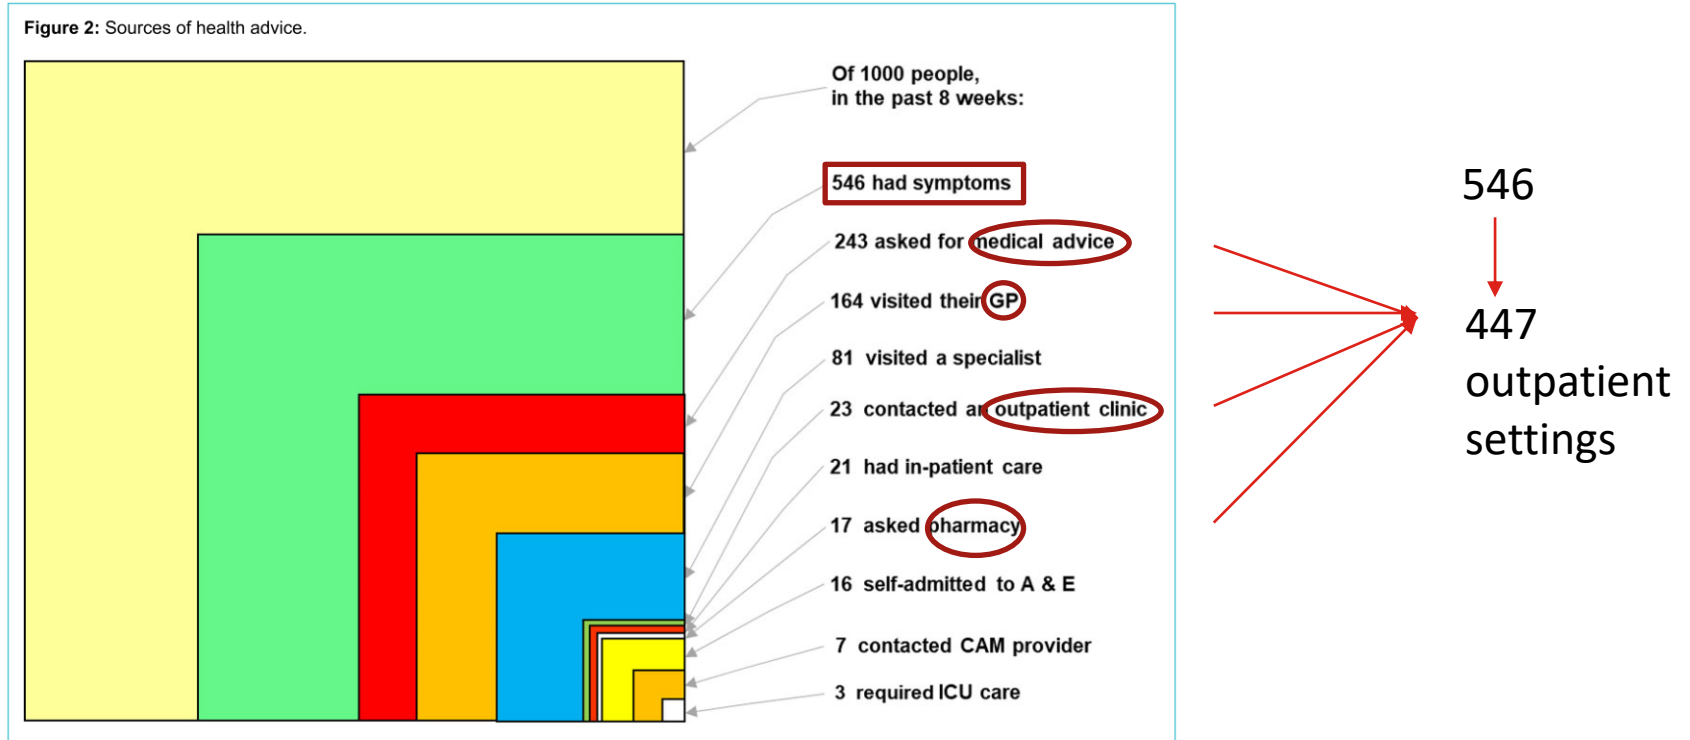 Figure 2: Sources of health advice.
Of 1000 people,
in the past 8 weeks:
546 had symptoms
243 asked for medical advice
164 visited their GP
81 visited a specialist
23 contacted an outpatient clinic
21 had in-patient care
17 asked pharmacy
16 self-admitted to A & E
7 contacted CAM provider
3 required ICU care
546
447
outpatient
settings